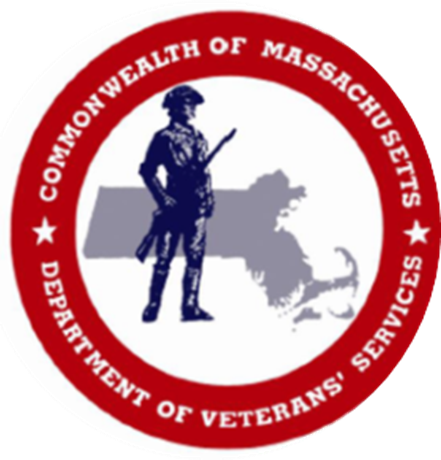 COMMONWEALTH OF MASSACHUSETTS
DEPARTMENT OF VETERANS' SERVICES